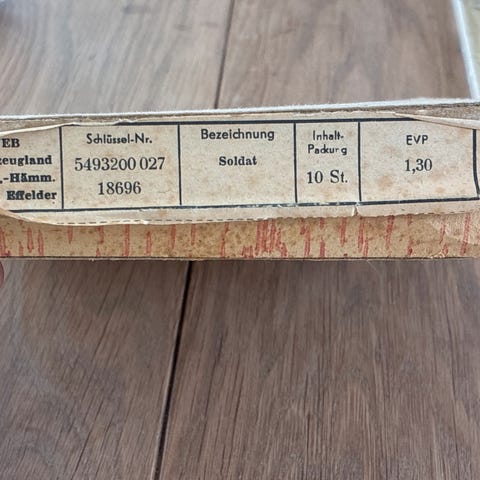 EB
zeugland
.-Hämm.
Effelder
Schlüssel-Nr.
5493200 027
18696
Bezeichnung
Soldat
Inhalt-
Packung
10 St.
EVP
1,30